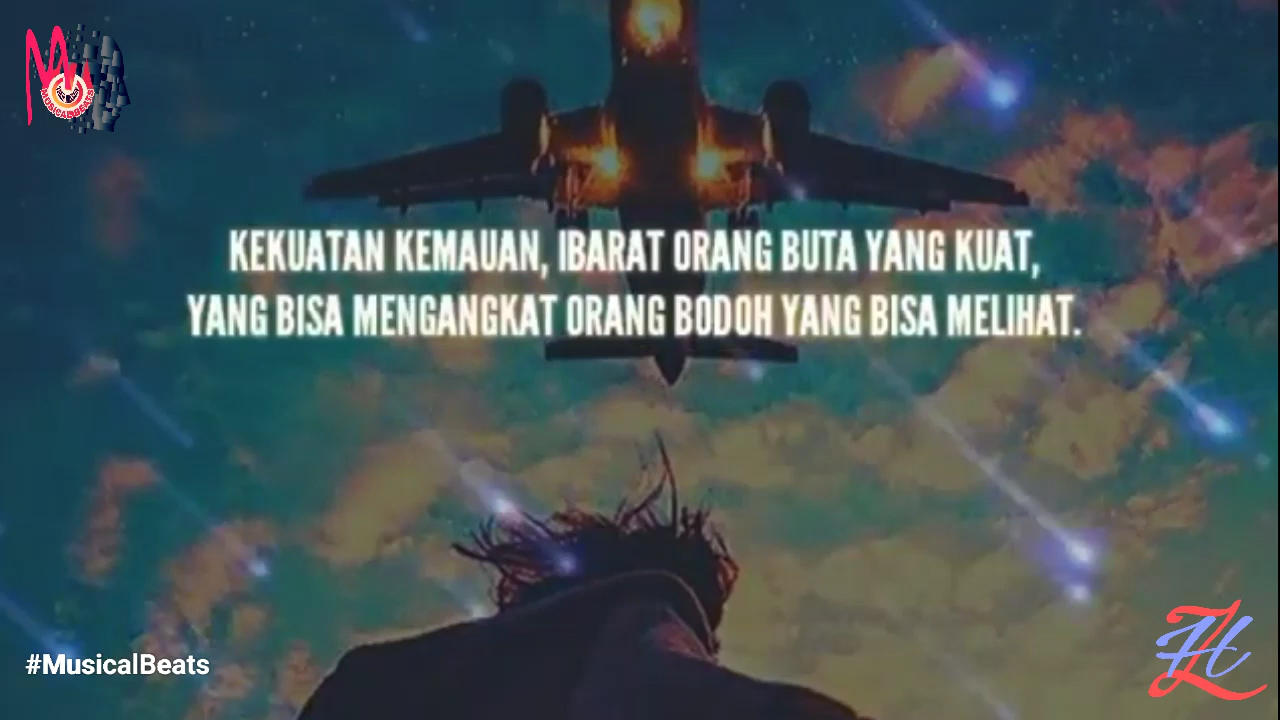 KEKUATAN KEMAUAN, IBARAT ORANG BUTA YANG KUAT,
YANG BISA MENGANGKAT ORANG BODOH YANG BISA MELIHAT.
#MusicalBeats